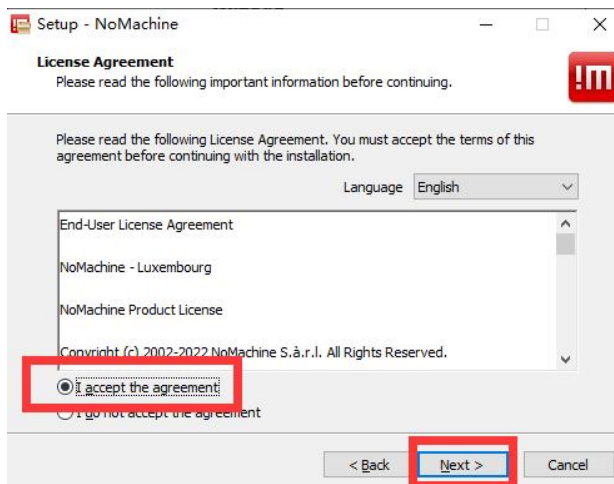 Setup - NoMachine
License Agreement
Please read the following important information before continuing.
!m
Please read the following License Agreement. You must accept the terms of this
agreement before continuing with the installation.
Language English
End-User License Agreement
NoMachine - Luxembourg
NoMachine Product License
Copyright (c) 2002-2022 NoMachine S.à.r.l. All Rights Reserved.
I accept the agreement
I do not accept the agreement
< Back Next > Cancel